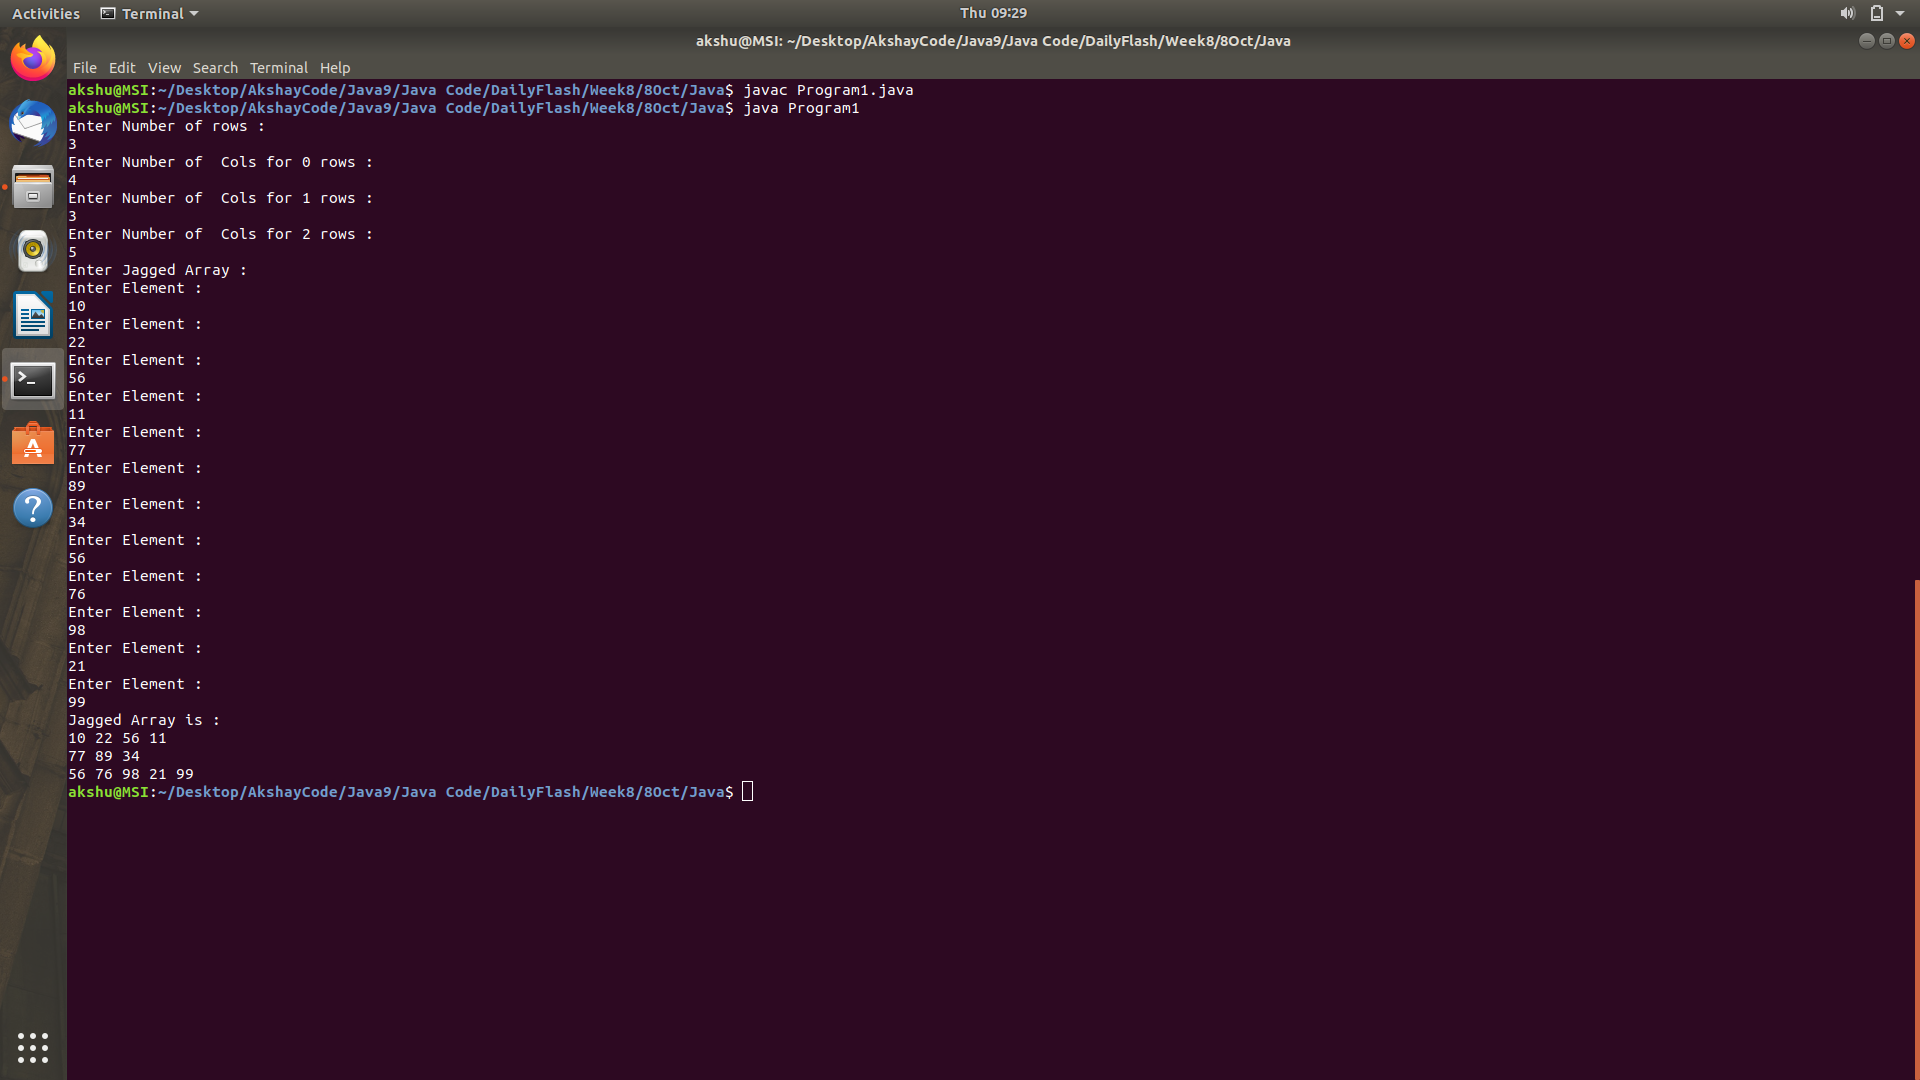 Activities Terminal Thu 09:29
akshu@MSI: ~/Desktop/AkshayCode/Java9/Java Code/DailyFlash/Week8/8Oct/Java
File Edit View Search Terminal Help
akshu@MSI:~/Desktop/AkshayCode/Java9/Java Code/DailyFlash/Week8/8Oct/Java$ javac Program1.java
akshu@MSI:~/Desktop/AkshayCode/Java9/Java Code/DailyFlash/Week8/8Oct/Java$ java Program1
Enter Number of rows :
3
Enter Number of  Cols for 0 rows :
4
Enter Number of  Cols for 1 rows :
3
Enter Number of  Cols for 2 rows :
5
Enter Jagged Array :
Enter Element :
10
Enter Element :
22
Enter Element :
56
Enter Element :
11
Enter Element :
77
Enter Element :
89
Enter Element :
34
Enter Element :
56
Enter Element :
76
Enter Element :
98
Enter Element :
21
Enter Element :
99
Jagged Array is :
10 22 56 11
77 89 34
56 76 98 21 99
akshu@MSI:~/Desktop/AkshayCode/Java9/Java Code/DailyFlash/Week8/8Oct/Java$